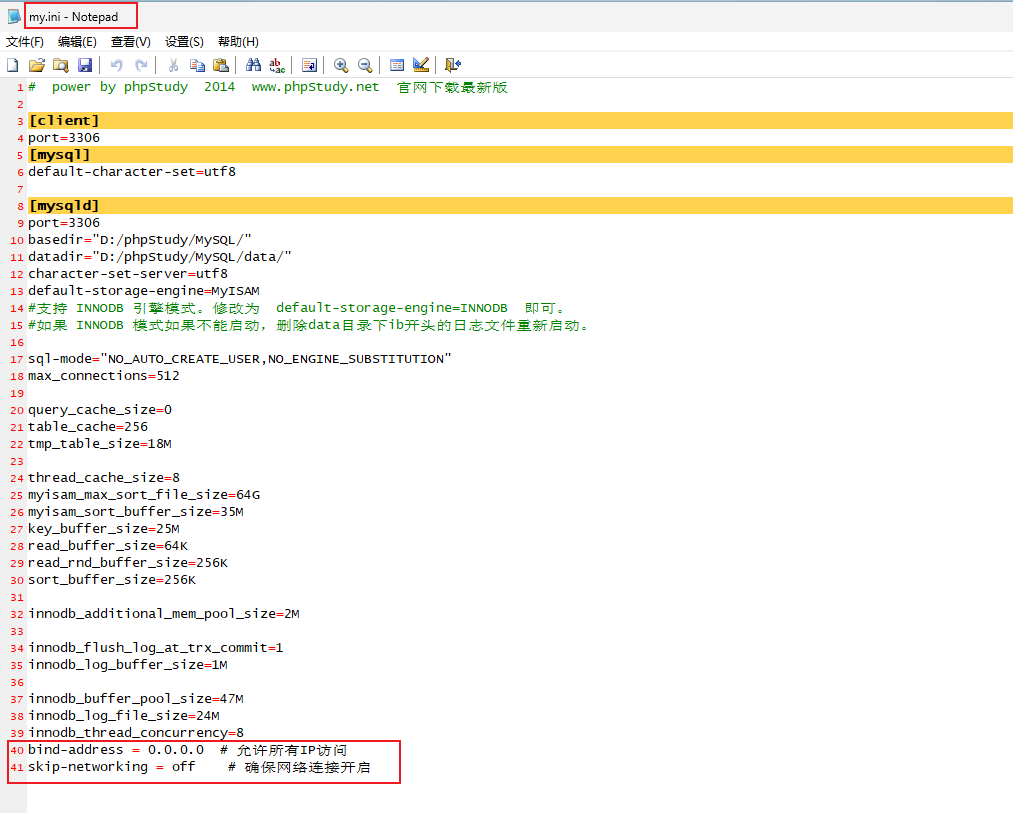 my.ini - Notepad
文件(F) 编辑(E) 查看(V) 设置(S) 帮助(H)
1 # power by phpStudy 2014 www.phpStudy.net 官网下载最新版
2
3 [client]
4 port=3306
5 [mysql]
6 default-character-set=utf8
7
8 [mysqld]
9 port=3306
10 basedir="D:/phpStudy/MySQL/"
11 datadir="D:/phpStudy/MySQL/data/"
12 character-set-server=utf8
13 default-storage-engine=MyISAM
14 #支持 INNODB 引擎模式。修改为 default-storage-engine=INNODB 即可。
15 #如果 INNODB 模式如果不能启动，删除data目录下ib开头的日志文件重新启动。
16
17 sql-mode="NO_AUTO_CREATE_USER,NO_ENGINE_SUBSTITUTION"
18 max_connections=512
19
20 query_cache_size=0
21 table_cache=256
22 tmp_table_size=18M
23
24 thread_cache_size=8
25 myisam_max_sort_file_size=64G
26 myisam_sort_buffer_size=35M
27 key_buffer_size=25M
28 read_buffer_size=64K
29 read_rnd_buffer_size=256K
30 sort_buffer_size=256K
31
32 innodb_additional_mem_pool_size=2M
33
34 innodb_flush_log_at_trx_commit=1
35 innodb_log_buffer_size=1M
36
37 innodb_buffer_pool_size=47M
38 innodb_log_file_size=24M
39 innodb_thread_concurrency=8
40 bind-address = 0.0.0.0 # 允许所有IP访问
41 skip-networking = off # 确保网络连接开启